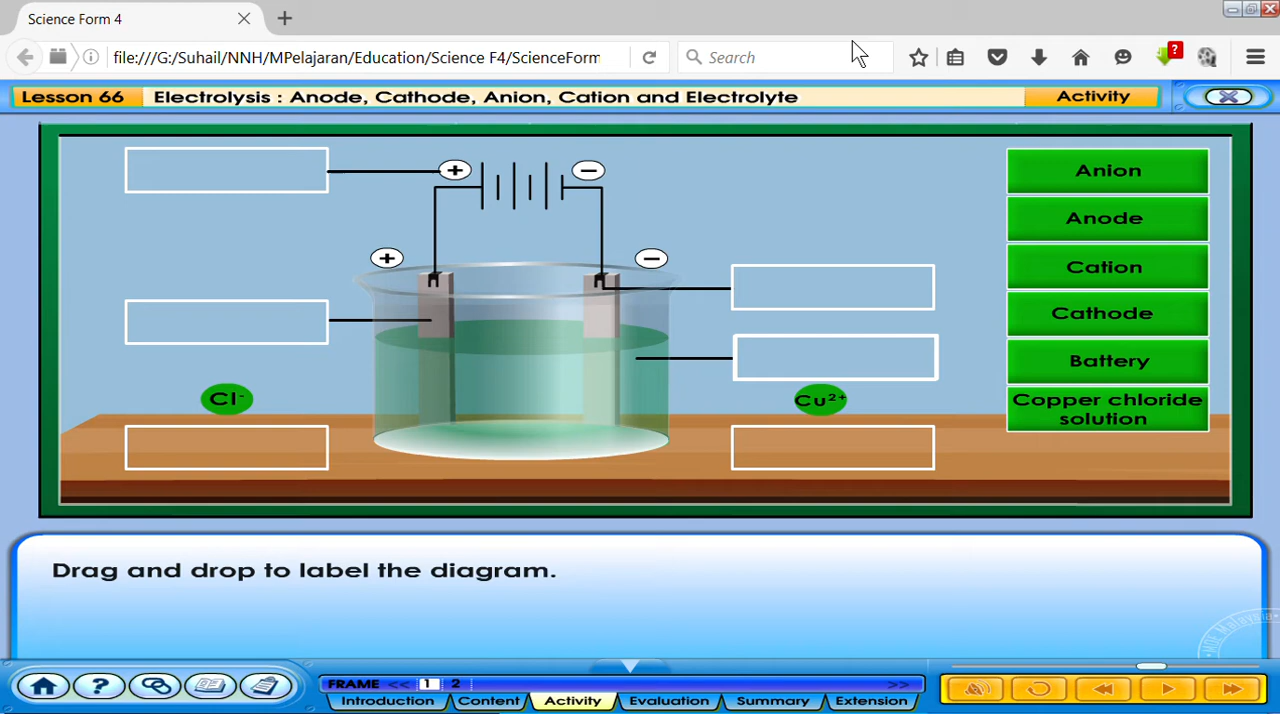 Science Form 4
file:///G:/Suhail/NNH/MPelajaran/Education/Science F4/ScienceForm
Search
?
Lesson 66
Electrolysis : Anode, Cathode, Anion, Cation and Electrolyte
Activity
+
−
+
−
Anion
Anode
Cation
Cathode
Battery
Copper chloride
solution
Cl⁻
Cu²⁺
Drag and drop to label the diagram.
MOE Malaysia
?
FRAME << 1 2 >>
Introduction
Content
Activity
Evaluation
Summary
Extension